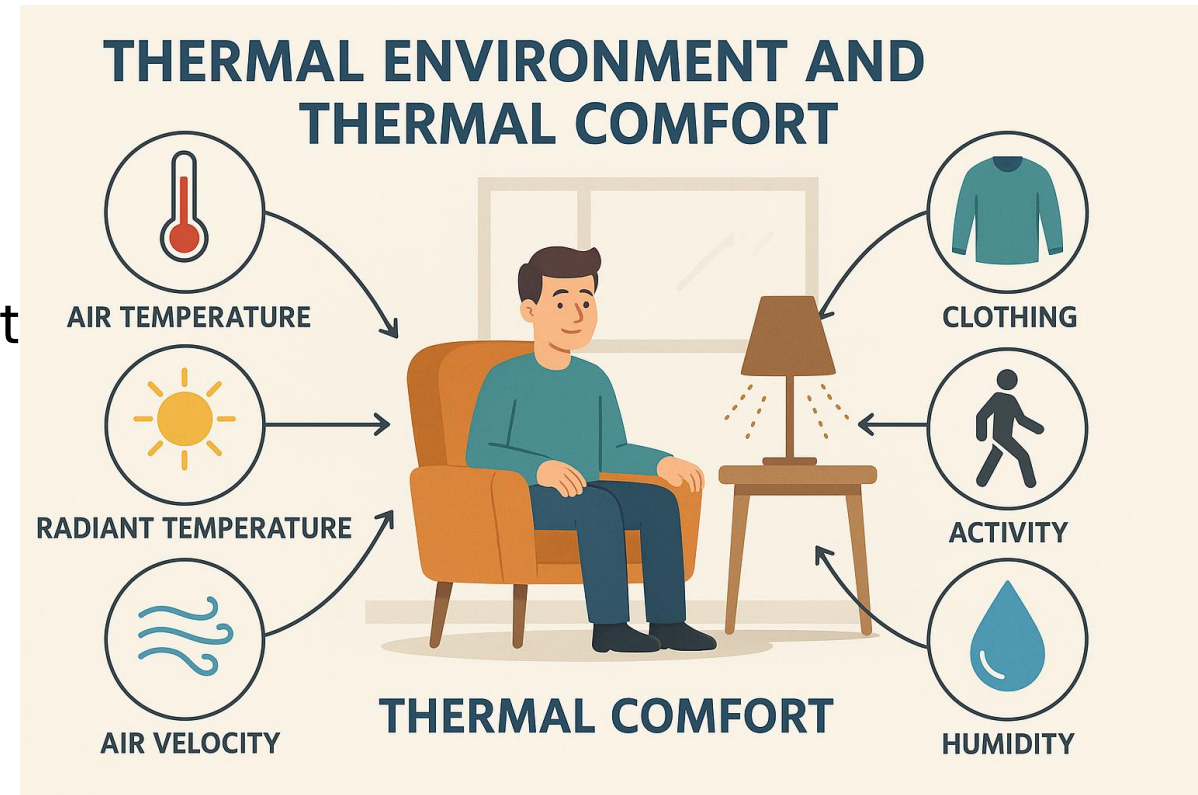 THERMAL ENVIRONMENT AND
THERMAL COMFORT
AIR TEMPERATURE
CLOTHING
t
RADIANT TEMPERATURE
ACTIVITY
AIR VELOCITY
HUMIDITY
THERMAL COMFORT